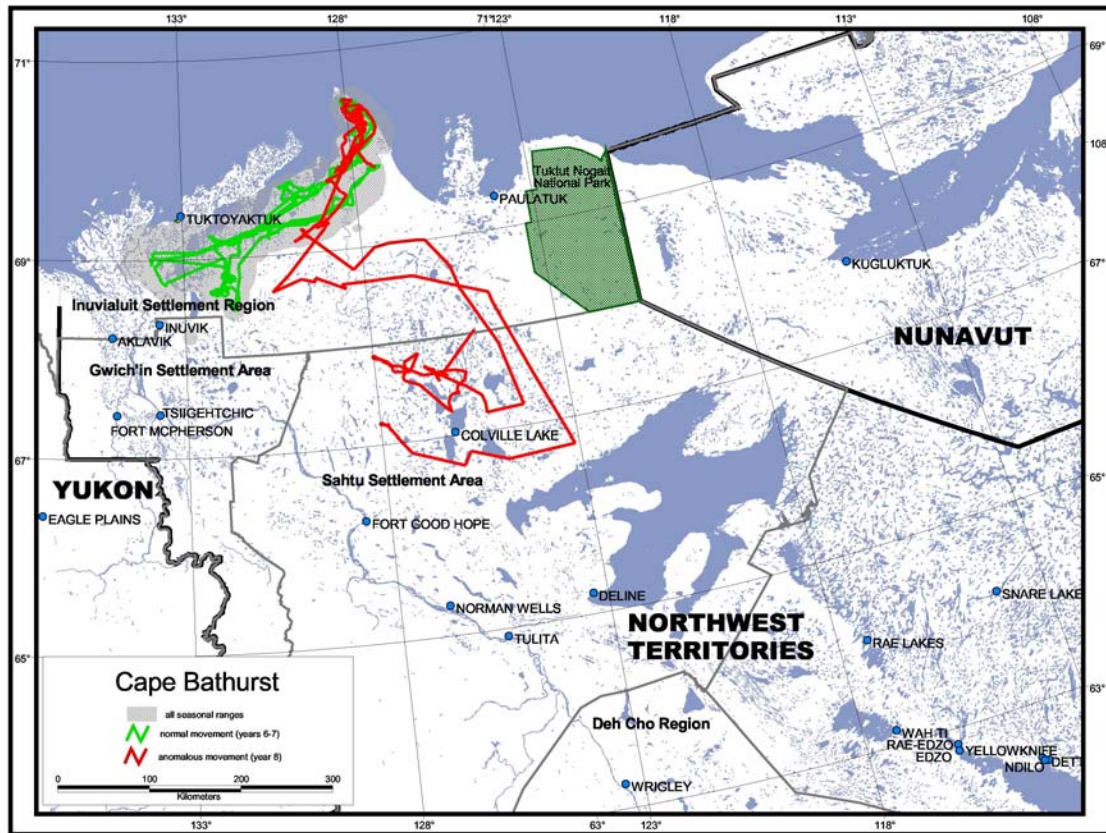 133°
128°
71°
123°
118°
113°
108°
71°
69°
108°
Tuktut Nogait
National Park
PAULATUK
TUKTOYAKTUK
69°
KUGLUKTUK
67°
Inuvialuit Settlement Region
INUVIK
AKLAVIK
NUNAVUT
Gwich'in Settlement Area
TSIIGEHTCHIC
FORT MCPHERSON
COLVILLE LAKE
67°
65°
Sahtu Settlement Area
YUKON
EAGLE PLAINS
FORT GOOD HOPE
DELINE
SNARE LAKE
NORMAN WELLS
NORTHWEST
TERRITORIES
TULITA
RAE LAKES
65°
63°
Cape Bathurst
all seasonal ranges
normal movement (years 6-7)
anomalous movement (year 8)
0 100 200 300
Kilometers
Deh Cho Region
WAH TI
RAE-EDZO
EDZO
YELLOWKNIFE
NDILO
DETT
WRIGLEY
133°
128°
63°
123°
118°